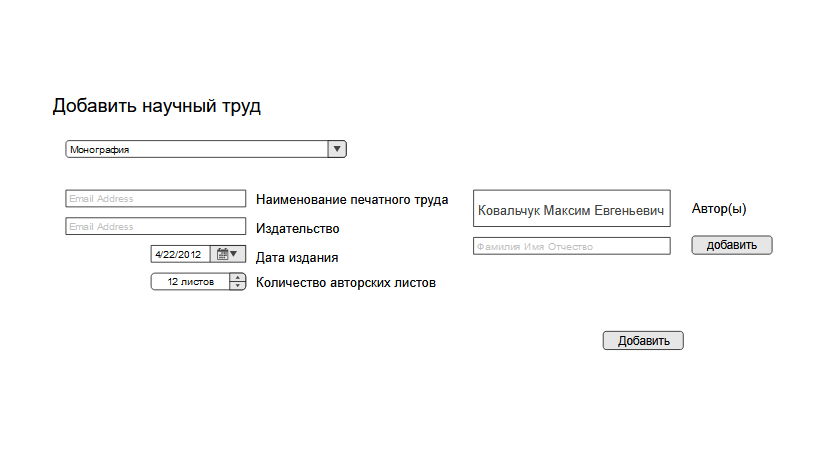 Добавить научный труд
Монография
Email Address
Наименование печатного труда
Email Address
Издательство
4/22/2012
Дата издания
12 листов
Количество авторских листов
Ковальчук Максим Евгеньевич
Автор(ы)
Фамилия Имя Отчество
добавить
Добавить